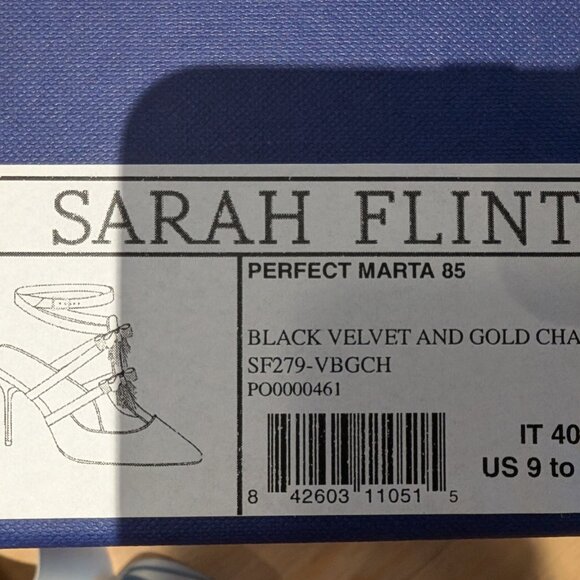 SARAH FLINT
PERFECT MARTA 85
BLACK VELVET AND GOLD CHA
SF279-VBGCH
PO0000461
IT 40
US 9 to
8 42603 11051 5